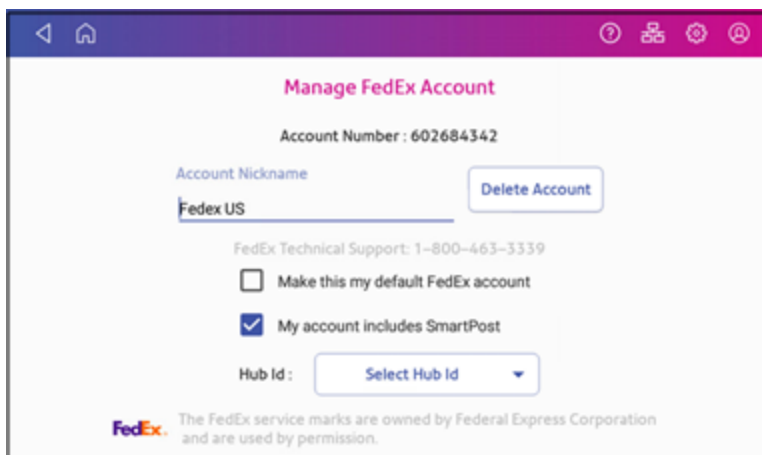 Manage FedEx Account
Account Number : 602684342
Account Nickname
Delete Account
Fedex US
FedEx Technical Support: 1-800-463-3339
Make this my default FedEx account
My account includes SmartPost
Hub Id :
Select Hub Id
FedEx.
The FedEx service marks are owned by Federal Express Corporation
and are used by permission.